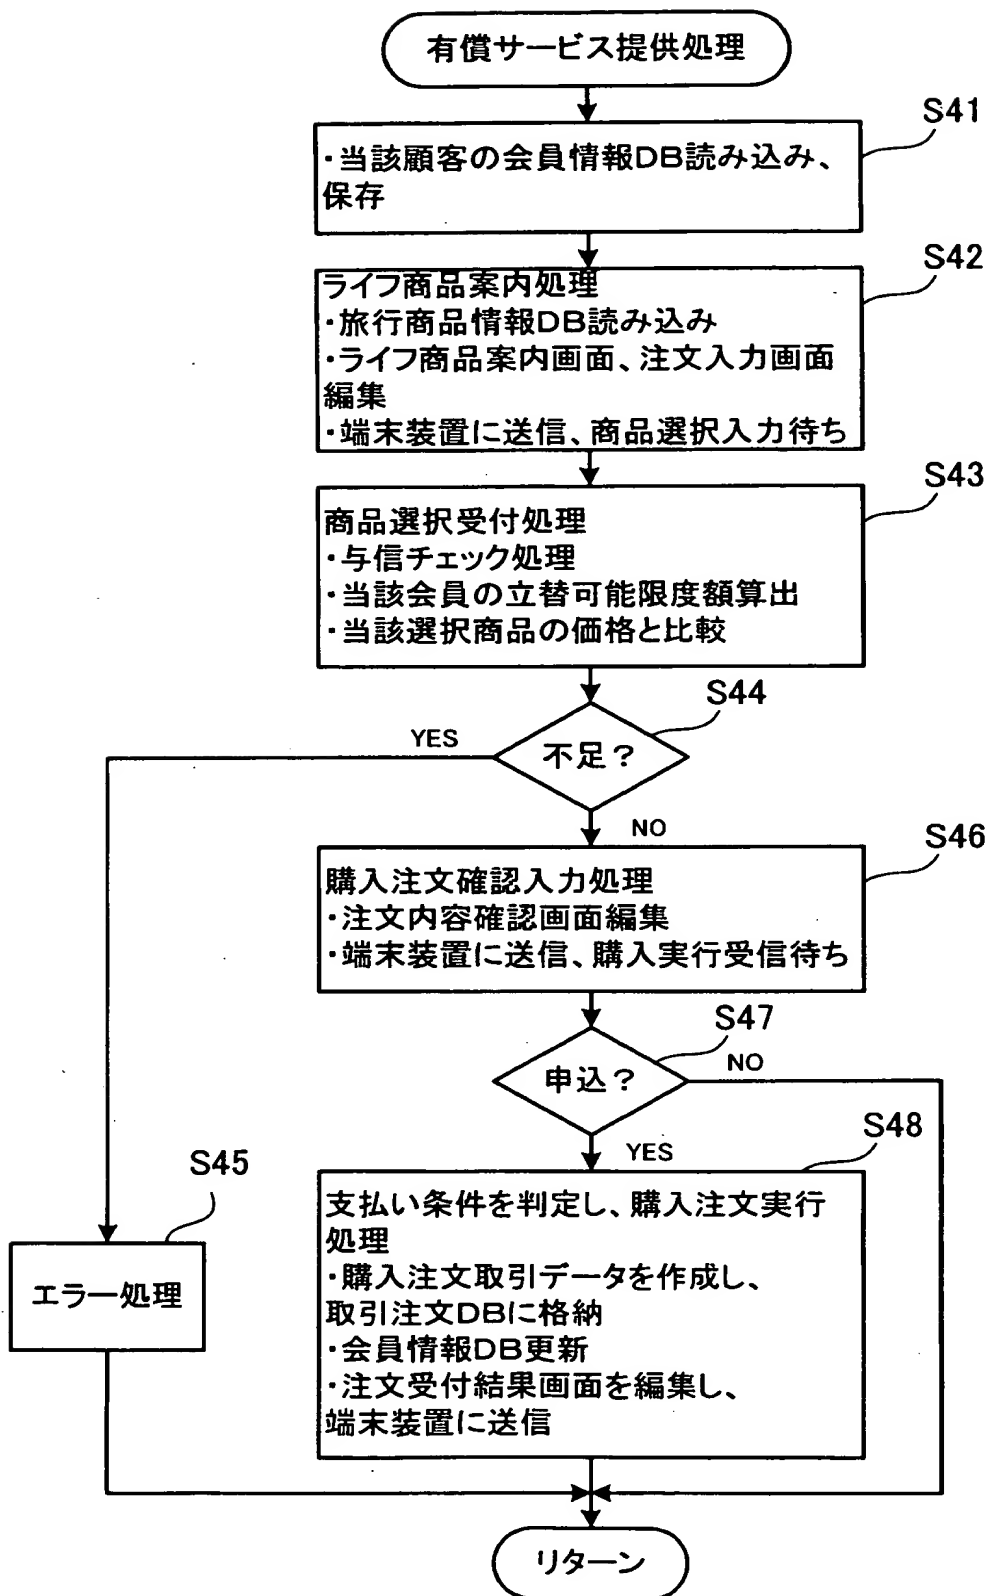 有償サービス提供処理
S41
・当該顧客の会員情報DB読み込み、
保存
S42
ライフ商品案内処理
・旅行商品情報DB読み込み
・ライフ商品案内画面、注文入力画面
編集
・端末装置に送信、商品選択入力待ち
S43
商品選択受付処理
・与信チェック処理
・当該会員の立替可能限度額算出
・当該選択商品の価格と比較
S44
YES
不足？
NO
S46
購入注文確認入力処理
・注文内容確認画面編集
・端末装置に送信、購入実行受信待ち
S47
申込？
NO
YES
S48
S45
エラー処理
支払い条件を判定し、購入注文実行
処理
・購入注文取引データを作成し、
取引注文DBに格納
・会員情報DB更新
・注文受付結果画面を編集し、
端末装置に送信
リターン